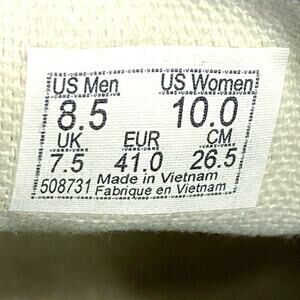 US Men US Women
8.5 10.0
UK EUR CM
7.5 41.0 26.5
508731 Made in Vietnam
Fabrique en Vietnam